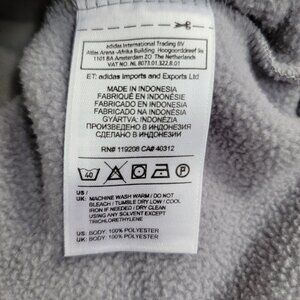 adidas International Trading BV
Atlas Arena -Afrika Building Hoogoorddreef 9a
1101 BA Amsterdam ZO The Netherlands
VAT NO. NL 8073.01.322.B.01
ET: adidas Imports and Exports Ltd
MADE IN INDONESIA
FABRIQUÉ EN INDONÉSIE
FABRICADO EN INDONESIA
FABRICADO NA INDONÉSIA
GYÁRTVA: INDONÉZIA
ПРОИЗВЕДЕНО В ИНДОНЕЗИЯ
СДЕЛАНО В ИНДОНЕЗИИ
RN# 119208 CA# 40312
40
US /
UK: MACHINE WASH WARM / DO NOT
BLEACH / TUMBLE DRY LOW / COOL
IRON IF NEEDED / DRY CLEAN
USING ANY SOLVENT EXCEPT
TRICHLORETHYLENE
US: BODY: 100% POLYESTER
UK: BODY: 100% POLYESTER